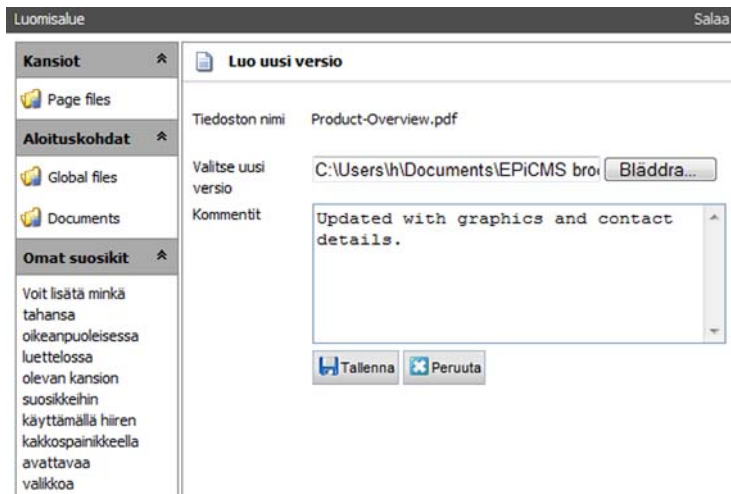 Luomisalue
Salaa
Kansiot
Page files
Aloituskohdat
Global files
Documents
Omat suosikit
Voit lisätä minkä
tahansa
oikeanpuoleisessa
luettelossa
olevan kansion
suosikkeihin
käyttämällä hiiren
kakkospainikkeella
avattavaa
valikkoa
Luo uusi versio
Tiedoston nimi Product-Overview.pdf
Valitse uusi
versio
C:\Users\h\Documents\EPiCMS bro Bläddra...
Kommentit
Updated with graphics and contact
details.
Tallenna Peruuta